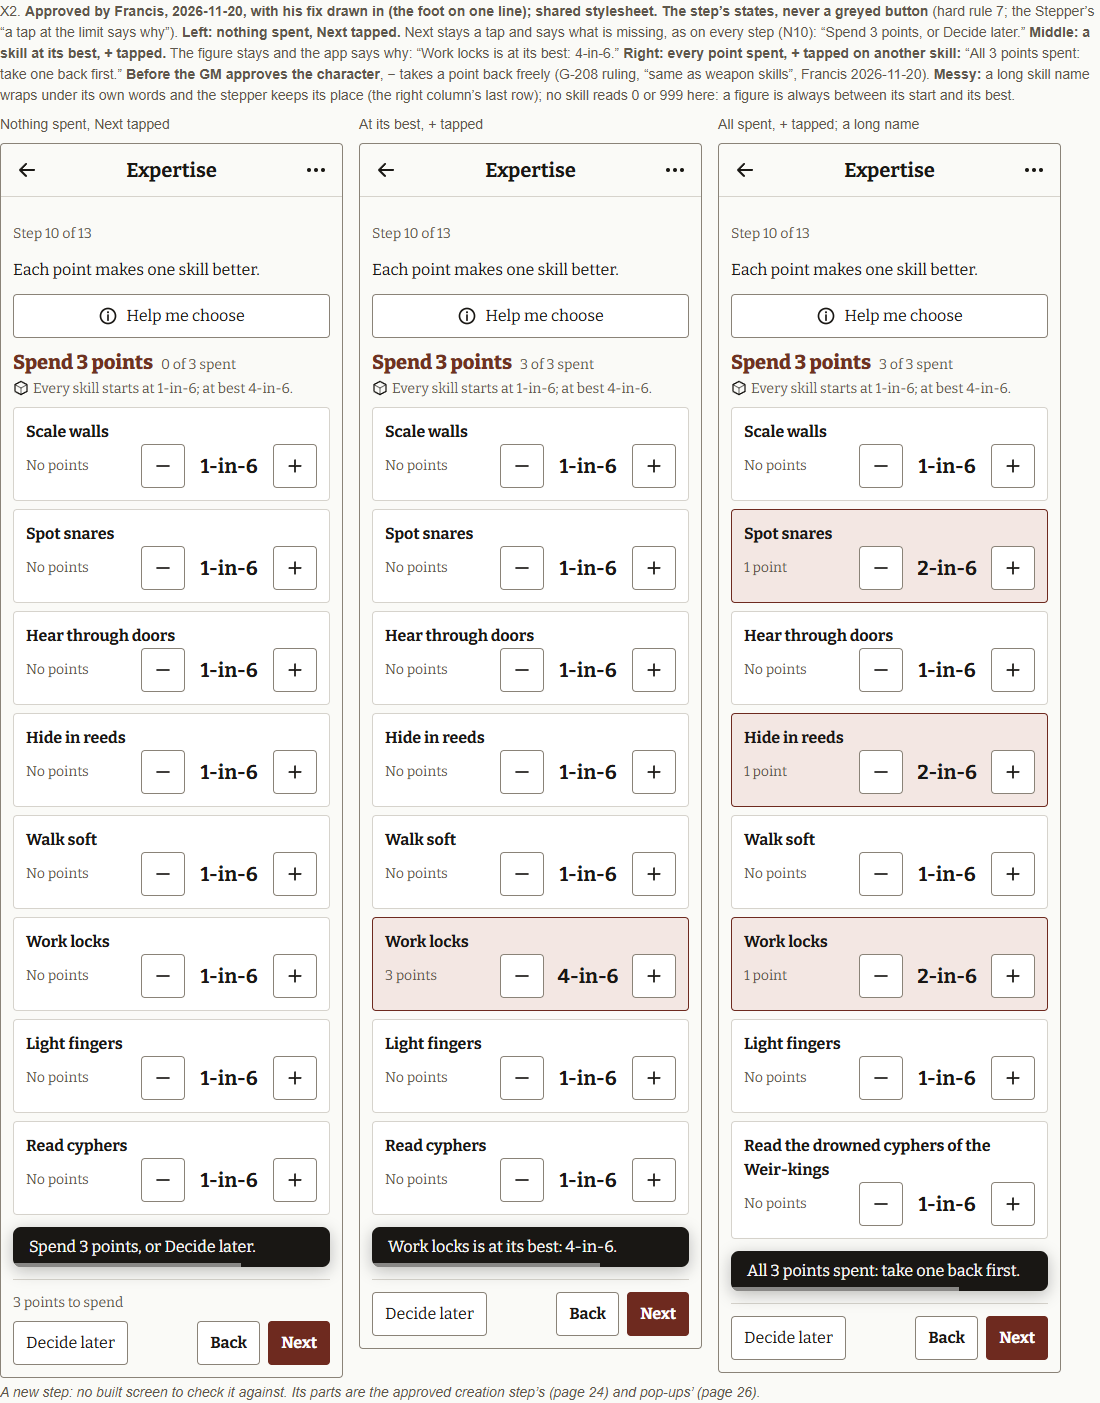 X2. Approved by Francis, 2026-11-20, with his fix drawn in (the foot on one line); shared stylesheet. The step's states, never a greyed button (hard rule 7; the Stepper's
“a tap at the limit says why”). Left: nothing spent, Next tapped. Next stays a tap and says what is missing, as on every step (N10): “Spend 3 points, or Decide later.” Middle: a
skill at its best, + tapped. The figure stays and the app says why: “Work locks is at its best: 4-in-6.” Right: every point spent, + tapped on another skill: “All 3 points spent:
take one back first.” Before the GM approves the character, − takes a point back freely (G-208 ruling, “same as weapon skills”, Francis 2026-11-20). Messy: a long skill name
wraps under its own words and the stepper keeps its place (the right column's last row); no skill reads 0 or 999 here: a figure is always between its start and its best.
Nothing spent, Next tapped
Expertise
Step 10 of 13
Each point makes one skill better.
Help me choose
Spend 3 points 0 of 3 spent
Every skill starts at 1-in-6; at best 4-in-6.
Scale walls
No points − 1-in-6 +
Spot snares
No points − 1-in-6 +
Hear through doors
No points − 1-in-6 +
Hide in reeds
No points − 1-in-6 +
Walk soft
No points − 1-in-6 +
Work locks
No points − 1-in-6 +
Light fingers
No points − 1-in-6 +
Read cyphers
No points − 1-in-6 +
Spend 3 points, or Decide later.
3 points to spend
Decide later Back Next
At its best, + tapped
Expertise
Step 10 of 13
Each point makes one skill better.
Help me choose
Spend 3 points 3 of 3 spent
Every skill starts at 1-in-6; at best 4-in-6.
Scale walls
No points − 1-in-6 +
Spot snares
No points − 1-in-6 +
Hear through doors
No points − 1-in-6 +
Hide in reeds
No points − 1-in-6 +
Walk soft
No points − 1-in-6 +
Work locks
3 points − 4-in-6 +
Light fingers
No points − 1-in-6 +
Read cyphers
No points − 1-in-6 +
Work locks is at its best: 4-in-6.
Decide later Back Next
All spent, + tapped; a long name
Expertise
Step 10 of 13
Each point makes one skill better.
Help me choose
Spend 3 points 3 of 3 spent
Every skill starts at 1-in-6; at best 4-in-6.
Scale walls
No points − 1-in-6 +
Spot snares
1 point − 2-in-6 +
Hear through doors
No points − 1-in-6 +
Hide in reeds
1 point − 2-in-6 +
Walk soft
No points − 1-in-6 +
Work locks
1 point − 2-in-6 +
Light fingers
No points − 1-in-6 +
Read the drowned cyphers of the
Weir-kings
No points − 1-in-6 +
All 3 points spent: take one back first.
Decide later Back Next
A new step: no built screen to check it against. Its parts are the approved creation step's (page 24) and pop-ups' (page 26).